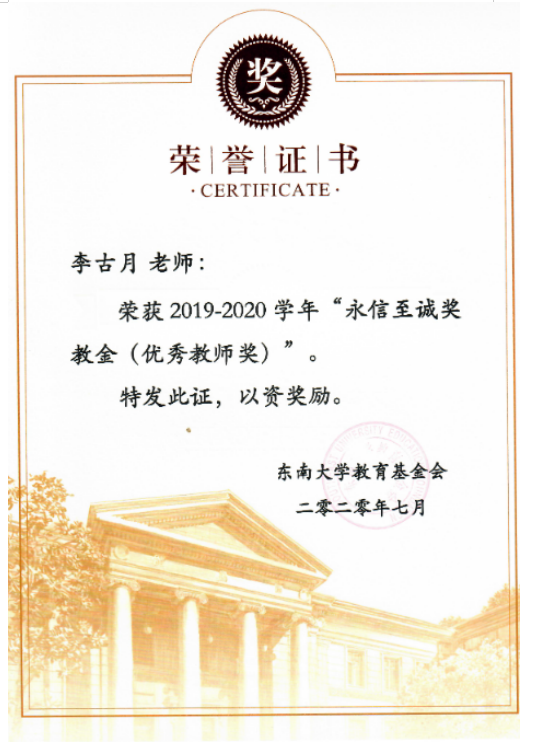 奖
荣誉证书
·CERTIFICATE·
李古月 老师：
荣获 2019-2020 学年“永信至诚奖
教金（优秀教师奖）”。
特发此证，以资奖励。
东南大学教育基金会
二零二零年七月